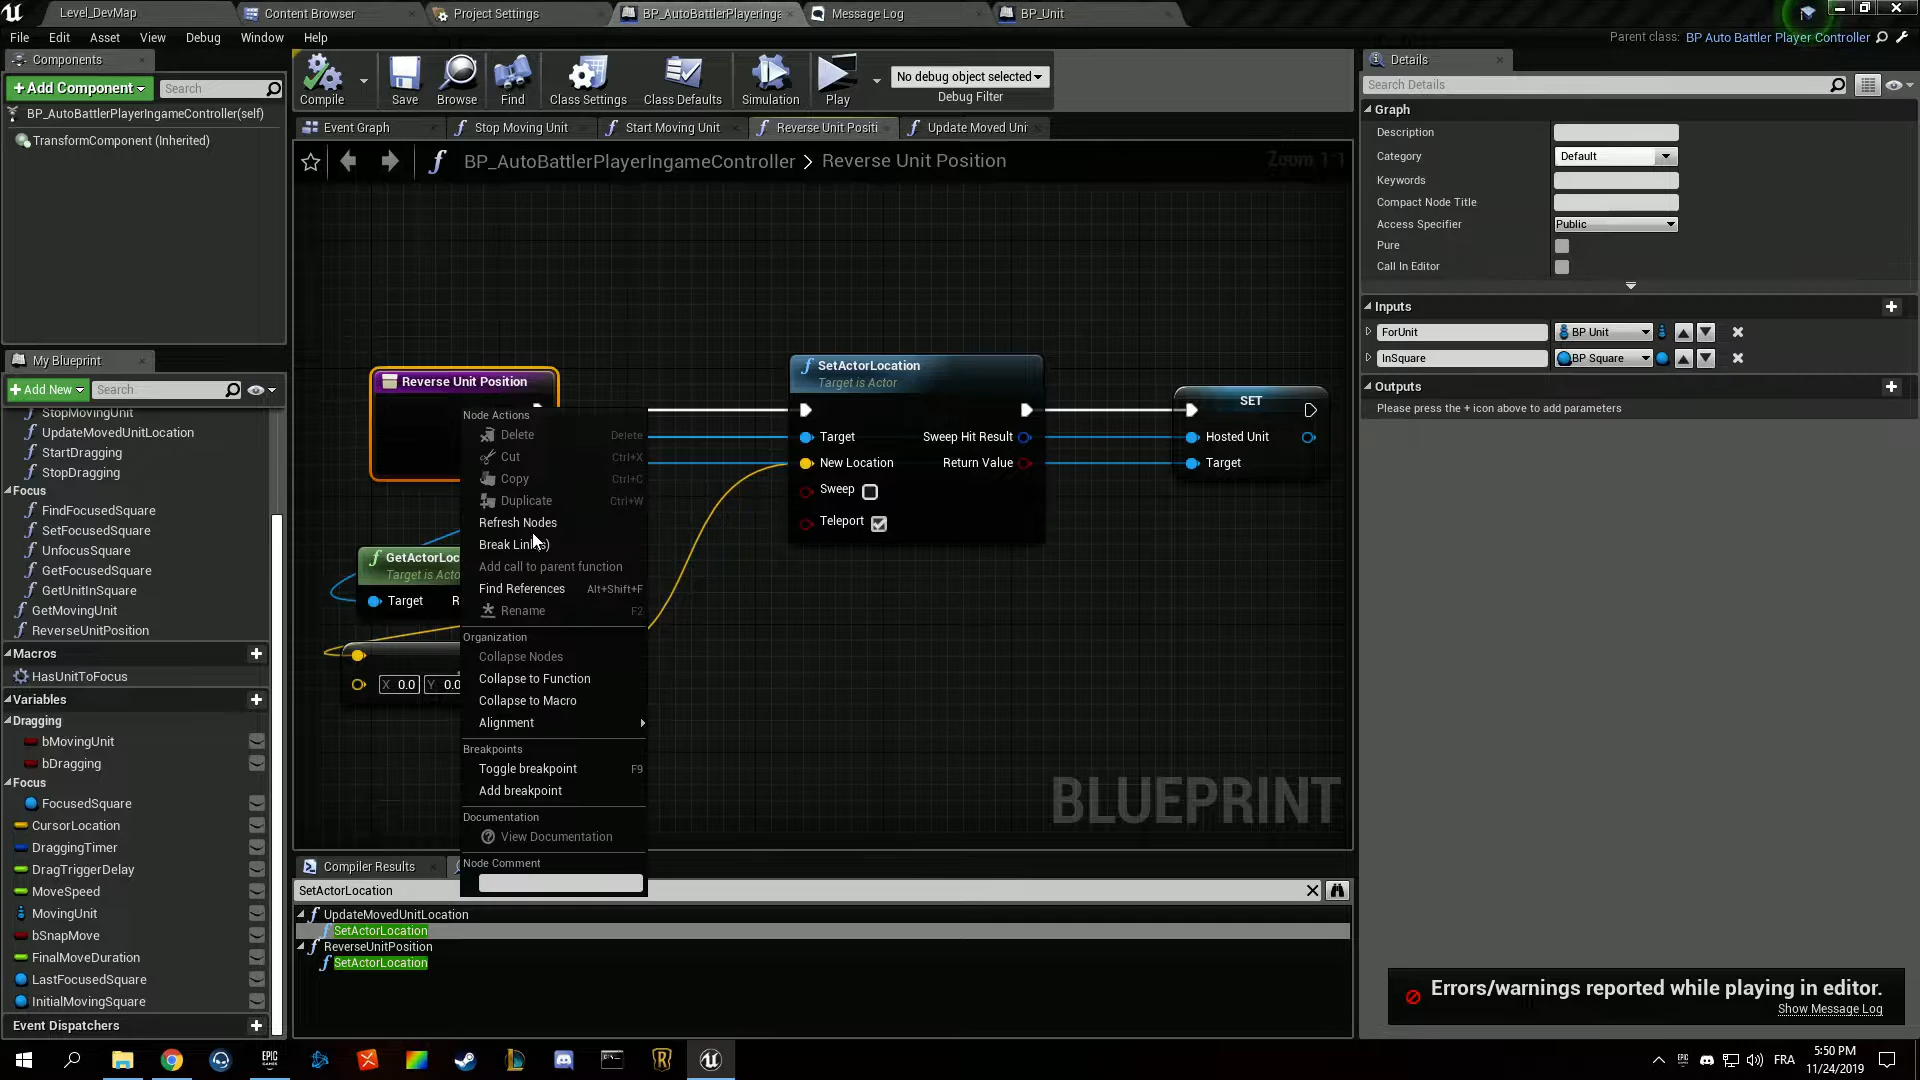 Level_DevMap
Content Browser
Project Settings
BP_AutoBattlerPlayerInga
Message Log
BP_Unit
File Edit Asset View Debug Window Help
Parent class: BP Auto Battler Player Controller
Components
+Add Component
Search
BP_AutoBattlerPlayerIngameController(self)
TransformComponent (Inherited)
Compile
Save
Browse
Find
Class Settings
Class Defaults
Simulation
Play
No debug object selected
Debug Filter
Event Graph
Stop Moving Unit
Start Moving Unit
Reverse Unit Positi
Update Moved Uni
BP_AutoBattlerPlayerIngameController > Reverse Unit Position
Zoom 1:1
Reverse Unit Position
SetActorLocation
Target is Actor
Target
Sweep Hit Result
New Location
Return Value
Sweep
Teleport
SET
Hosted Unit
Target
GetActorLoc
Target is Acto
Target
R
X 0.0 Y 0.0
Node Actions
Delete Delete
Cut Ctrl+X
Copy Ctrl+C
Duplicate Ctrl+W
Refresh Nodes
Break Lin s)
Add call to parent function
Find References Alt+Shift+F
Rename F2
Organization
Collapse Nodes
Collapse to Function
Collapse to Macro
Alignment
Breakpoints
Toggle breakpoint F9
Add breakpoint
Documentation
View Documentation
Node Comment
BLUEPRINT
My Blueprint
+Add New
Search
StopMovingUnit
UpdateMovedUnitLocation
StartDragging
StopDragging
Focus
FindFocusedSquare
SetFocusedSquare
UnfocusSquare
GetFocusedSquare
GetUnitInSquare
GetMovingUnit
ReverseUnitPosition
Macros
HasUnitToFocus
Variables
Dragging
bMovingUnit
bDragging
Focus
FocusedSquare
CursorLocation
DraggingTimer
DragTriggerDelay
MoveSpeed
MovingUnit
bSnapMove
FinalMoveDuration
LastFocusedSquare
InitialMovingSquare
Event Dispatchers
Compiler Results
SetActorLocation
UpdateMovedUnitLocation
SetActorLocation
ReverseUnitPosition
SetActorLocation
Details
Search Details
Graph
Description
Category Default
Keywords
Compact Node Title
Access Specifier Public
Pure
Call In Editor
Inputs
ForUnit BP Unit
InSquare BP Square
Outputs
Please press the + icon above to add parameters
Errors/warnings reported while playing in editor.
Show Message Log
EPIC GAMES
FRA
5:50 PM
11/24/2019